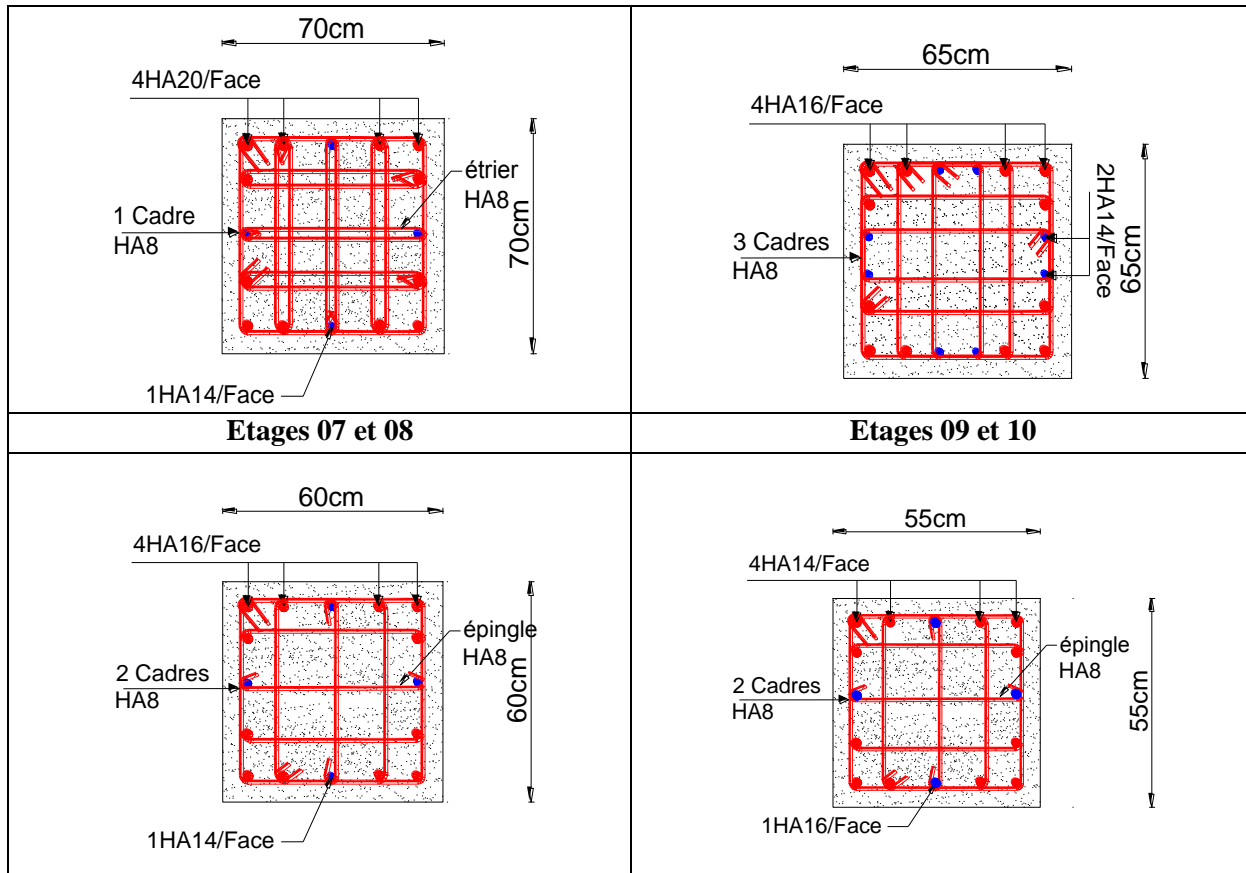 70cm
4HA20/Face
étrier
HA8
1 Cadre
HA8
70cm
1HA14/Face
65cm
4HA16/Face
2HA14/Face
3 Cadres
HA8
65cm
Etages 07 et 08
Etages 09 et 10
60cm
4HA16/Face
épingle
HA8
2 Cadres
HA8
60cm
1HA14/Face
55cm
4HA14/Face
épingle
HA8
2 Cadres
HA8
55cm
1HA16/Face